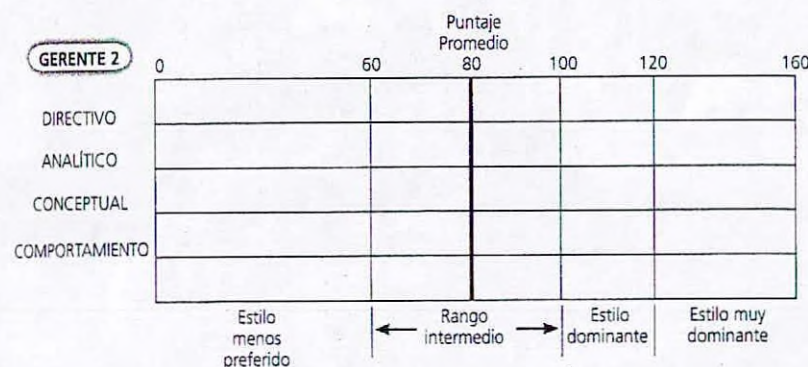 Puntaje
Promedio
GERENTE 2
0 60 80 100 120 160
DIRECTIVO
ANALÍTICO
CONCEPTUAL
COMPORTAMIENTO
Estilo
menos
preferido
Rango
intermedio
Estilo
dominante
Estilo muy
dominante